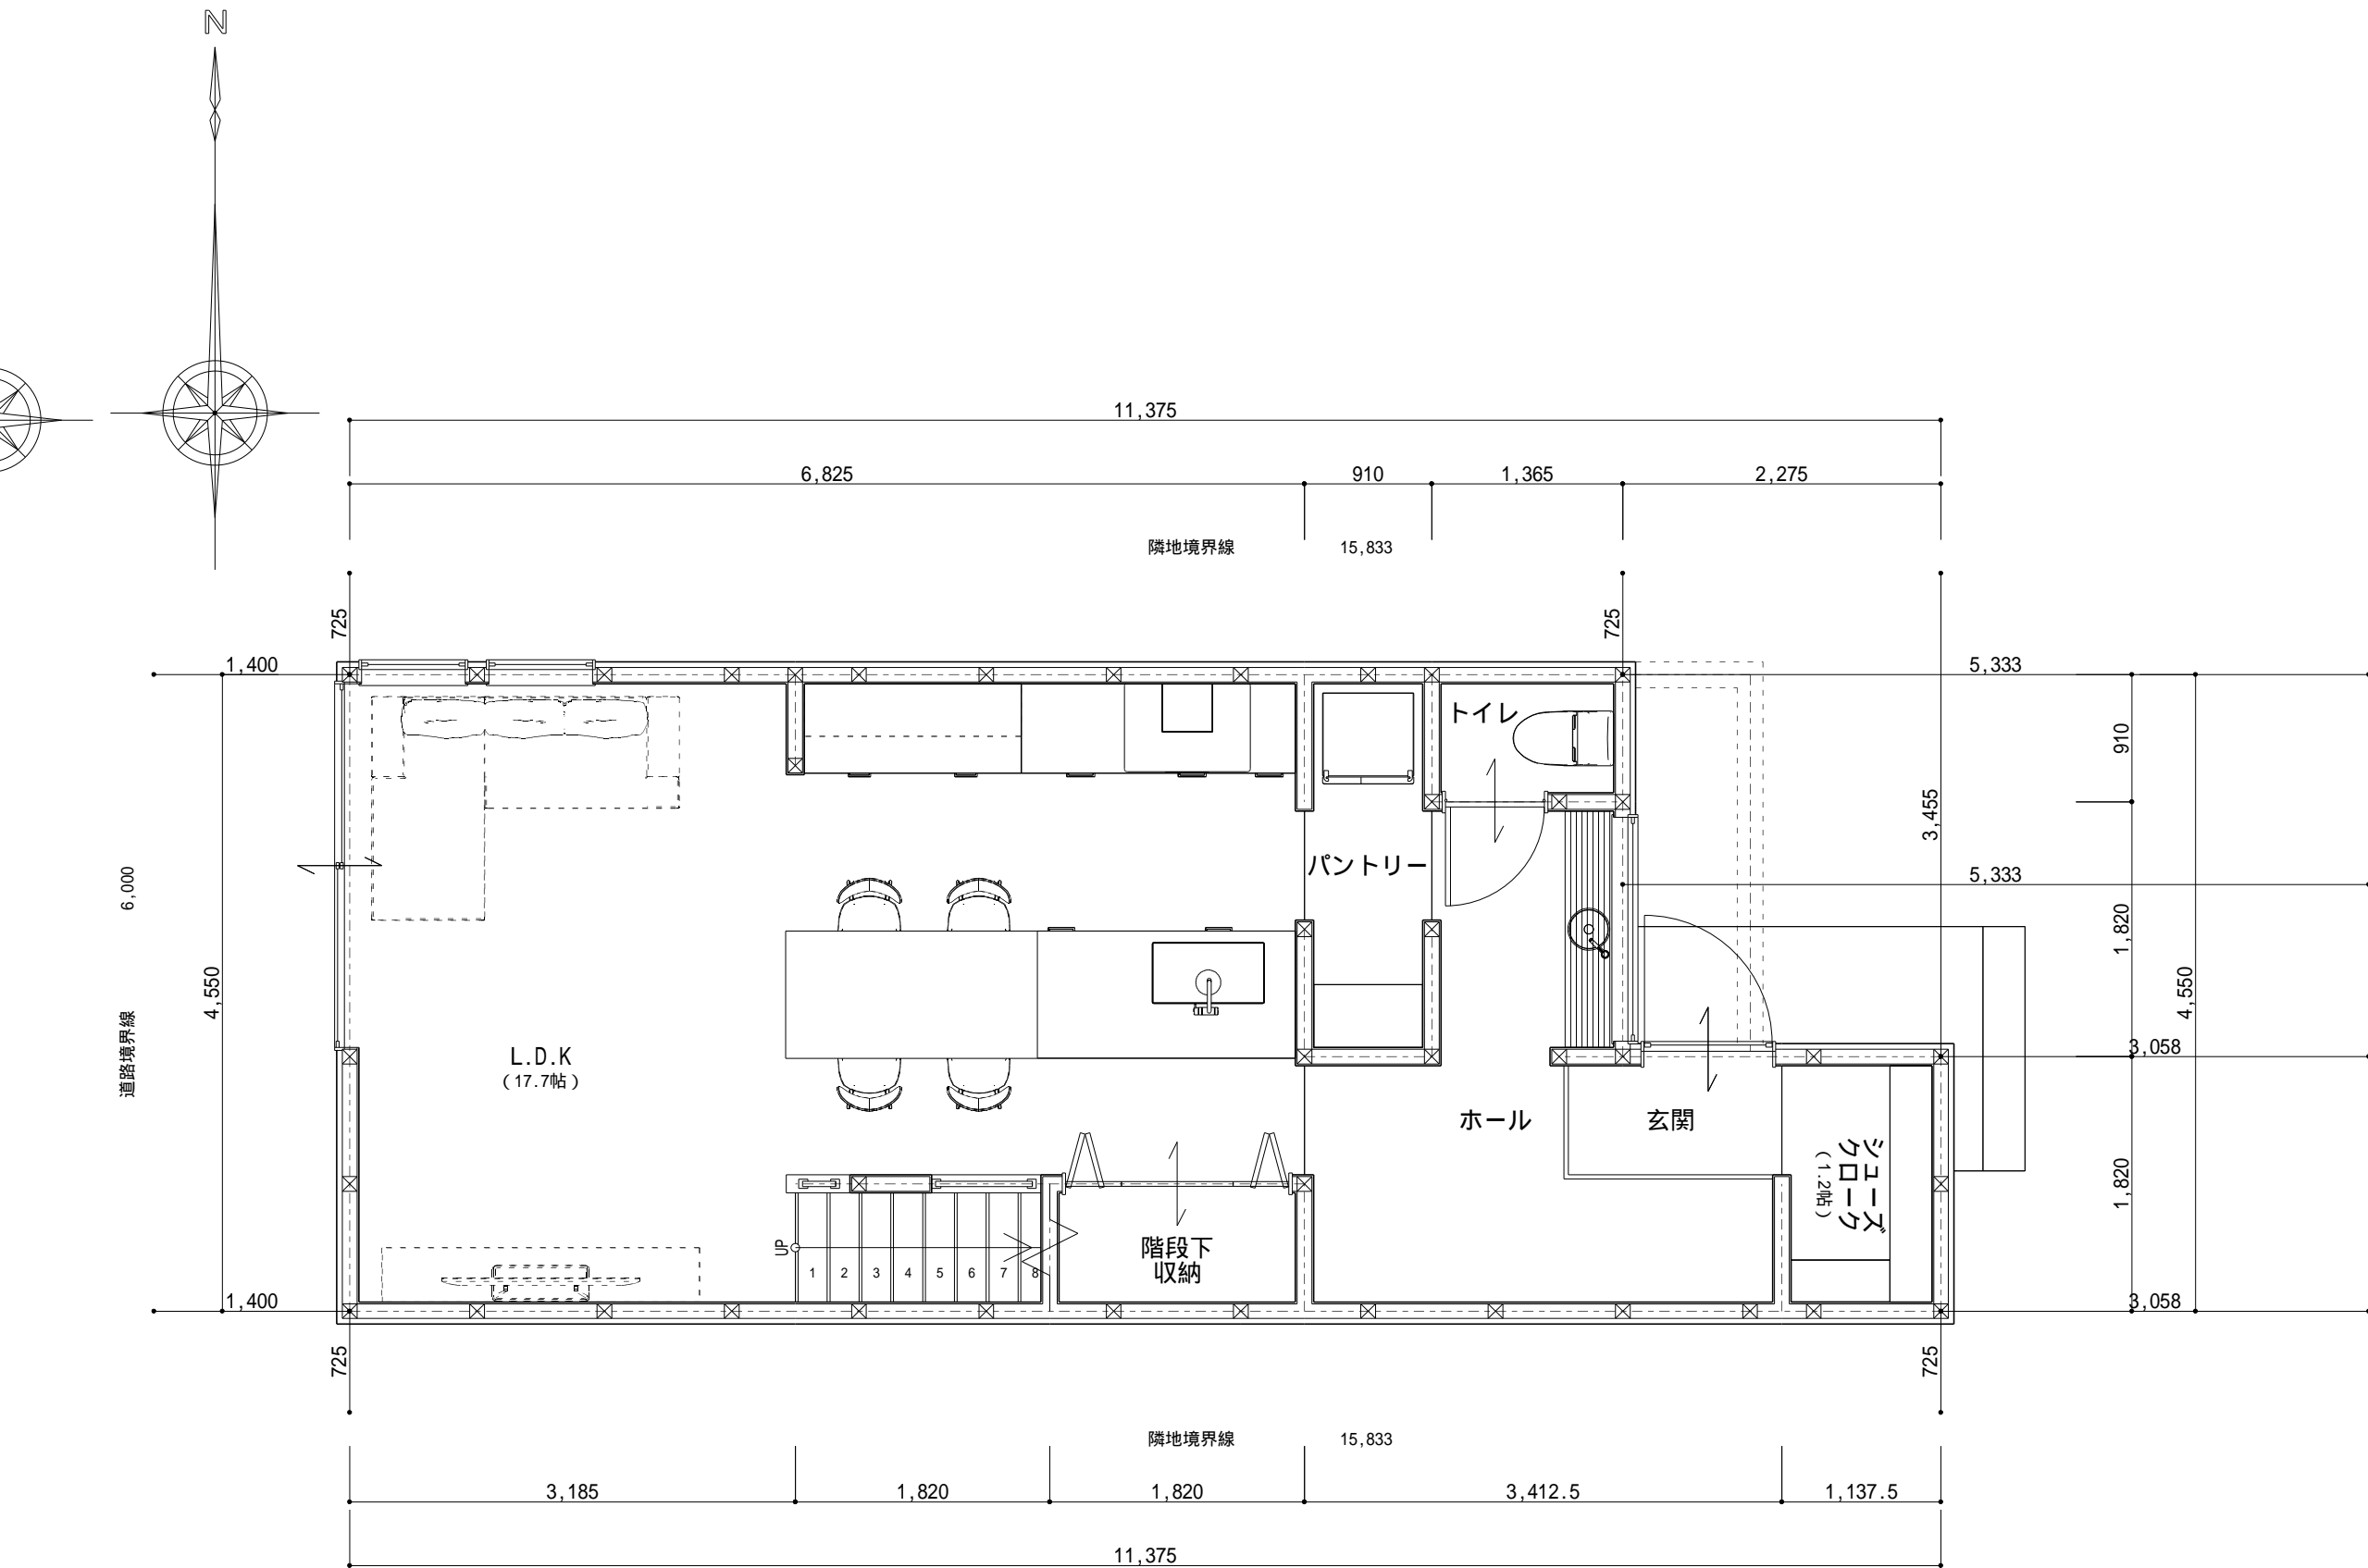 N
11,375
6,825
910
1,365
2,275
隣地境界線
15,833
725
725
1,400
5,333
トイレ
910
3,455
パントリー
5,333
6,000
1,820
4,550
4,550
道路境界線
L.D.K
(17.7帖)
3,058
ホール
玄関
シューズ
クローク
(1.2帖)
1,820
UP
1
2
3
4
5
6
7
8
階段下
収納
1,400
3,058
725
725
隣地境界線
15,833
3,185
1,820
1,820
3,412.5
1,137.5
11,375